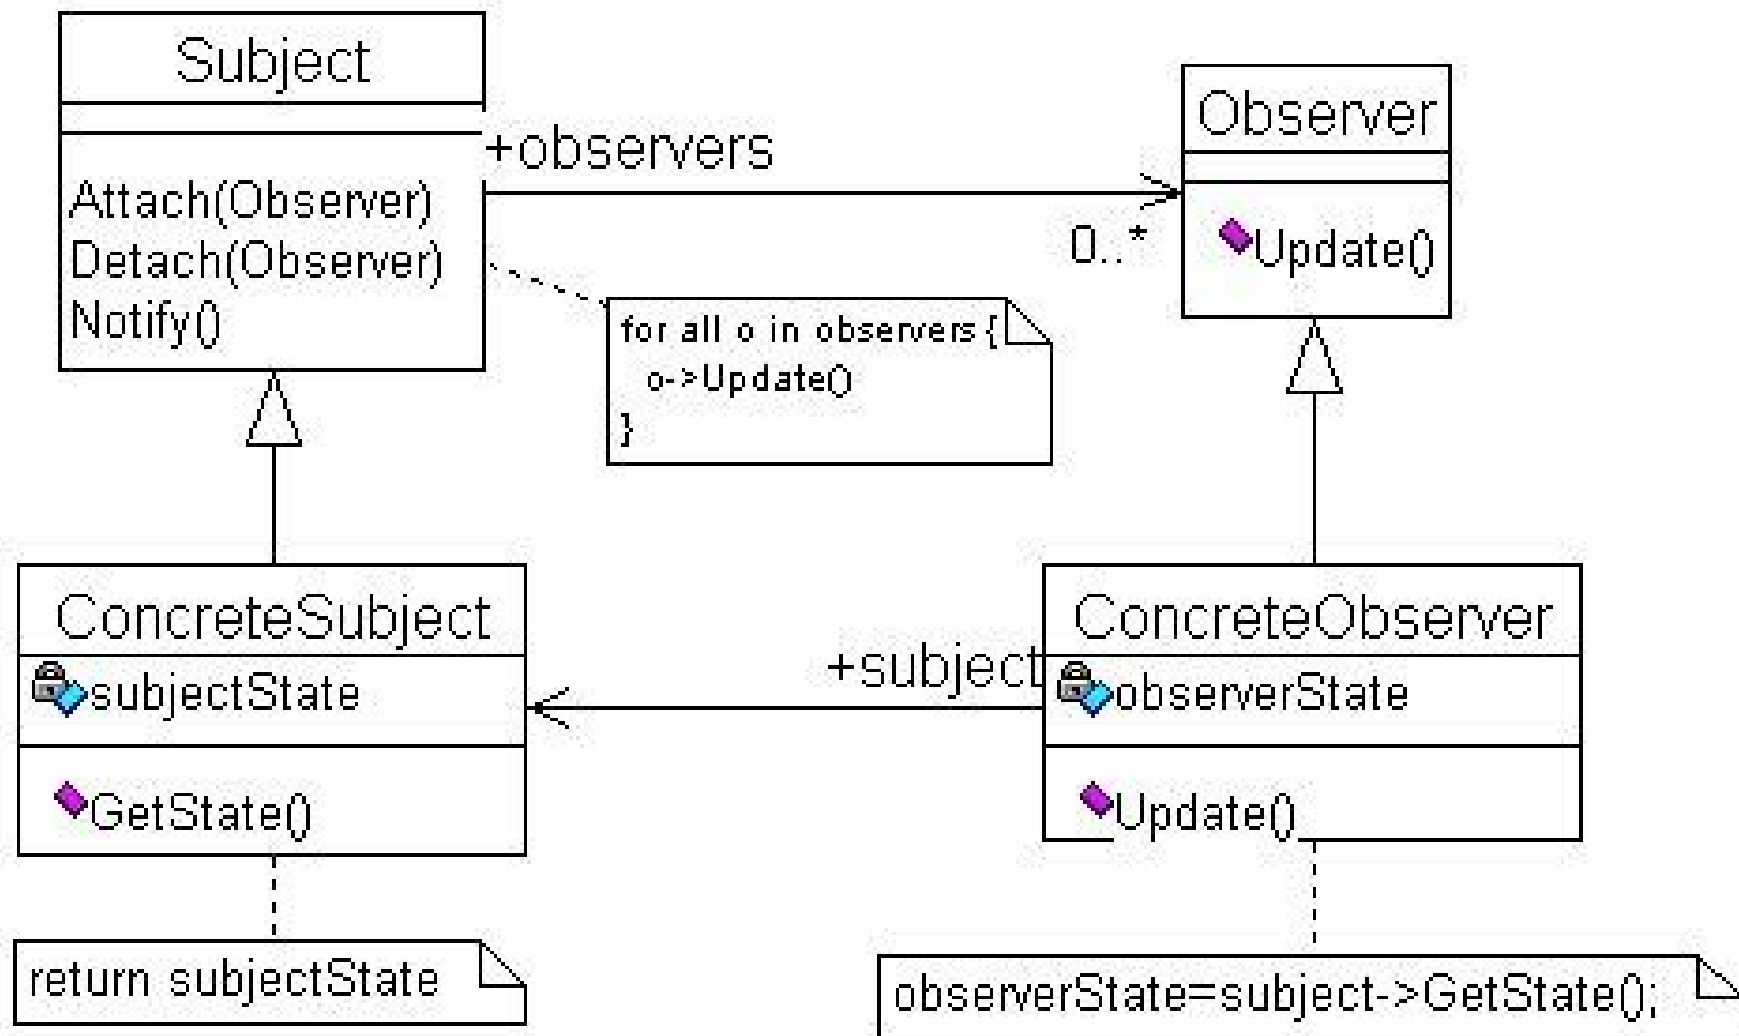 Subject
Attach(Observer)
Detach(Observer)
Notify()
+observers
0..*
Observer
Update()
for all o in observers {
o->Update()
}
ConcreteSubject
subjectState
GetState()
+subject
ConcreteObserver
observerState
Update()
return subjectState
observerState=subject->GetState();